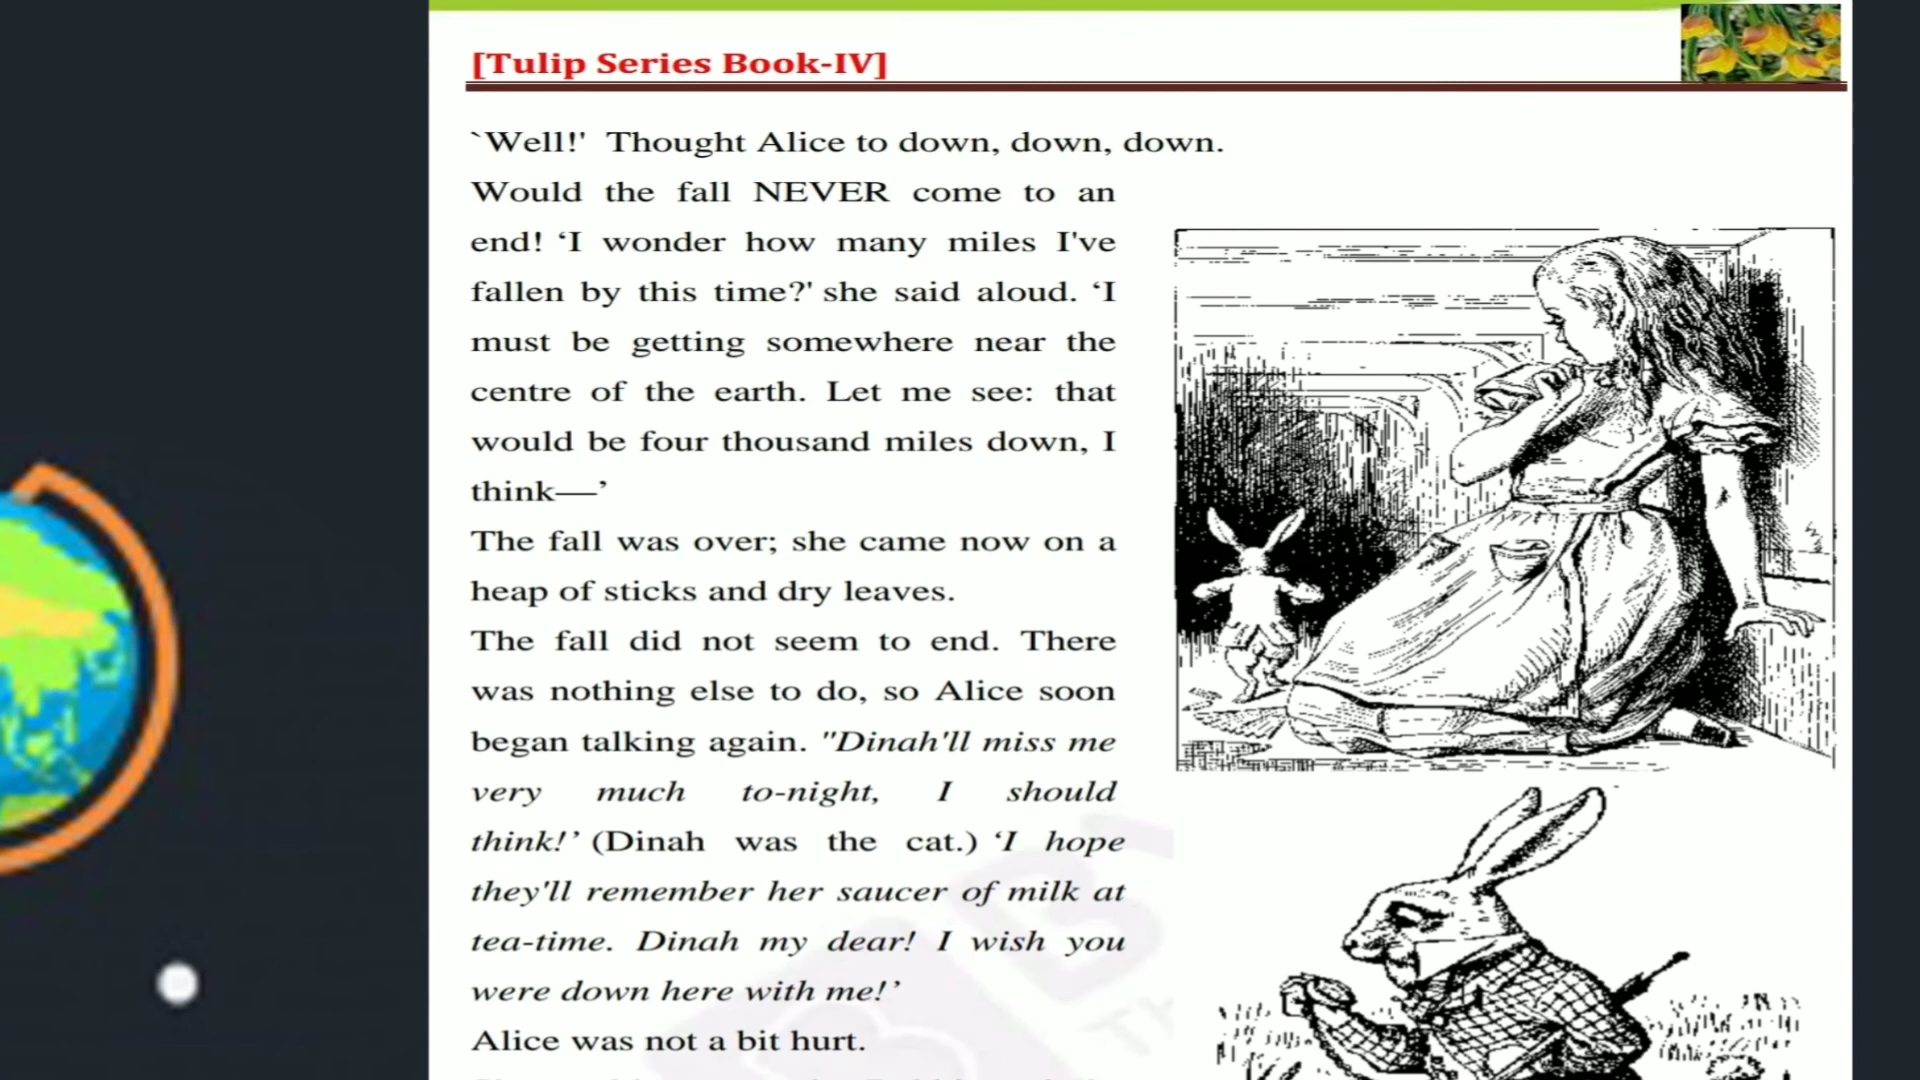 [Tulip Series Book-IV]
`Well!' Thought Alice to down, down, down.
Would the fall NEVER come to an
end! ‘I wonder how many miles I've
fallen by this time?' she said aloud. ‘I
must be getting somewhere near the
centre of the earth. Let me see: that
would be four thousand miles down, I
think—’
The fall was over; she came now on a
heap of sticks and dry leaves.
The fall did not seem to end. There
was nothing else to do, so Alice soon
began talking again. "Dinah'll miss me
very much to-night, I should
think!’ (Dinah was the cat.) ‘I hope
they'll remember her saucer of milk at
tea-time. Dinah my dear! I wish you
were down here with me!’
Alice was not a bit hurt.